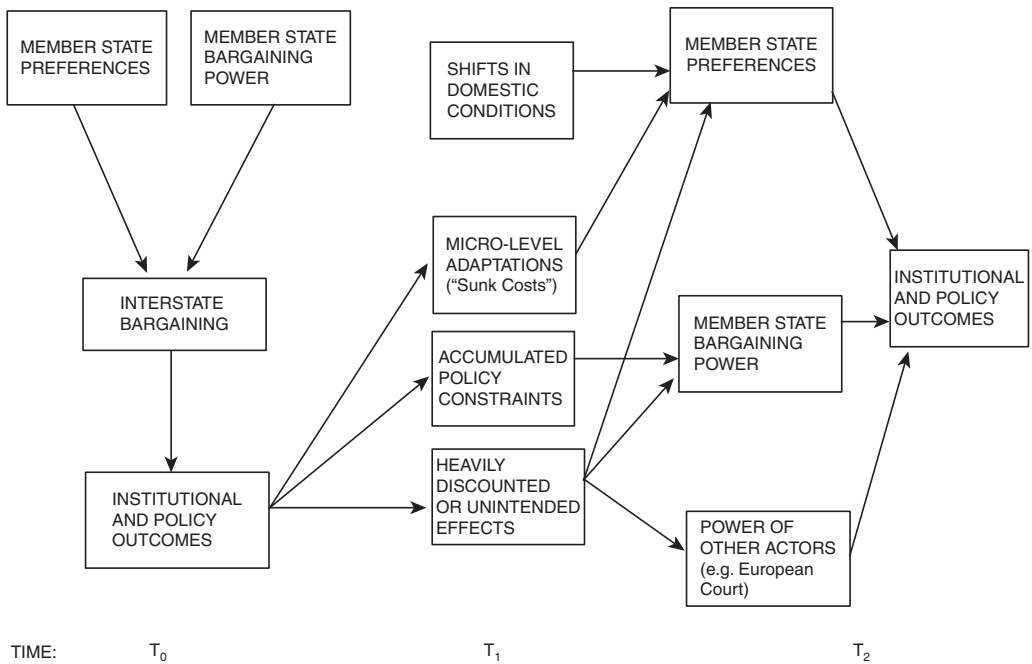 MEMBER STATE
PREFERENCES
MEMBER STATE
BARGAINING
POWER
INTERSTATE
BARGAINING
INSTITUTIONAL
AND POLICY
OUTCOMES
SHIFTS IN
DOMESTIC
CONDITIONS
MICRO-LEVEL
ADAPTATIONS
(“Sunk Costs”)
ACCUMULATED
POLICY
CONSTRAINTS
HEAVILY
DISCOUNTED
OR UNINTENDED
EFFECTS
MEMBER STATE
PREFERENCES
MEMBER STATE
BARGAINING
POWER
POWER OF
OTHER ACTORS
(e.g. European
Court)
INSTITUTIONAL
AND POLICY
OUTCOMES
TIME: T₀ T₁ T₂